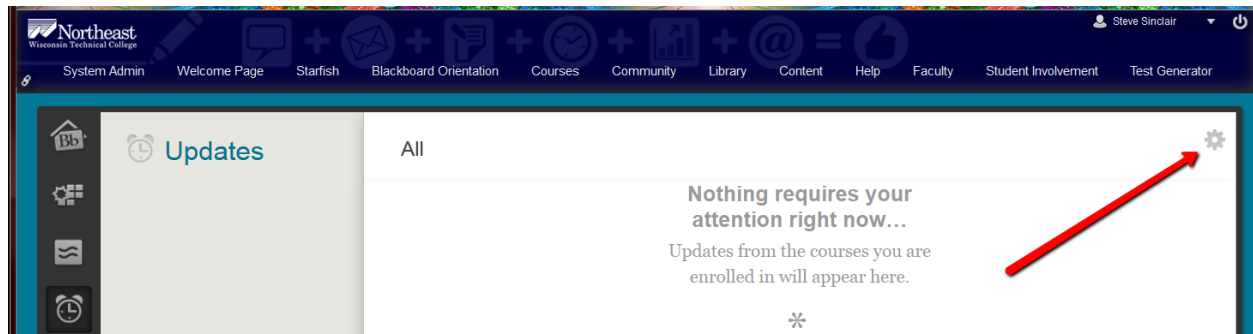 Northeast
Wisconsin Technical College
Steve Sinclair
System Admin Welcome Page Starfish Blackboard Orientation Courses Community Library Content Help Faculty Student Involvement Test Generator
Bb
Updates
All
Nothing requires your
attention right now...
Updates from the courses you are
enrolled in will appear here.